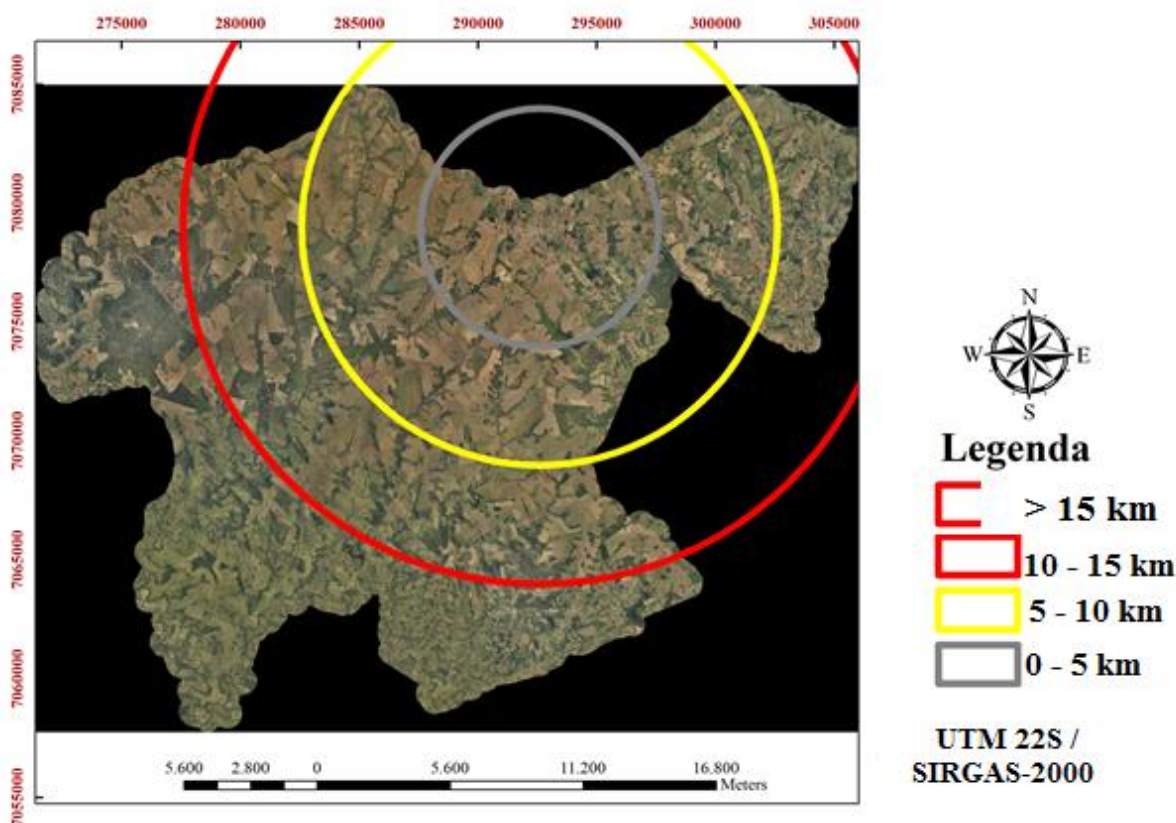 275000 280000 285000 290000 295000 300000 305000
7085000
7080000
7075000
7070000
7065000
7060000
7055000
N
W E
S
Legenda
> 15 km
10 - 15 km
5 - 10 km
0 - 5 km
UTM 22S /
SIRGAS-2000
5.600 2.800 0 5.600 11.200 16.800
Meters